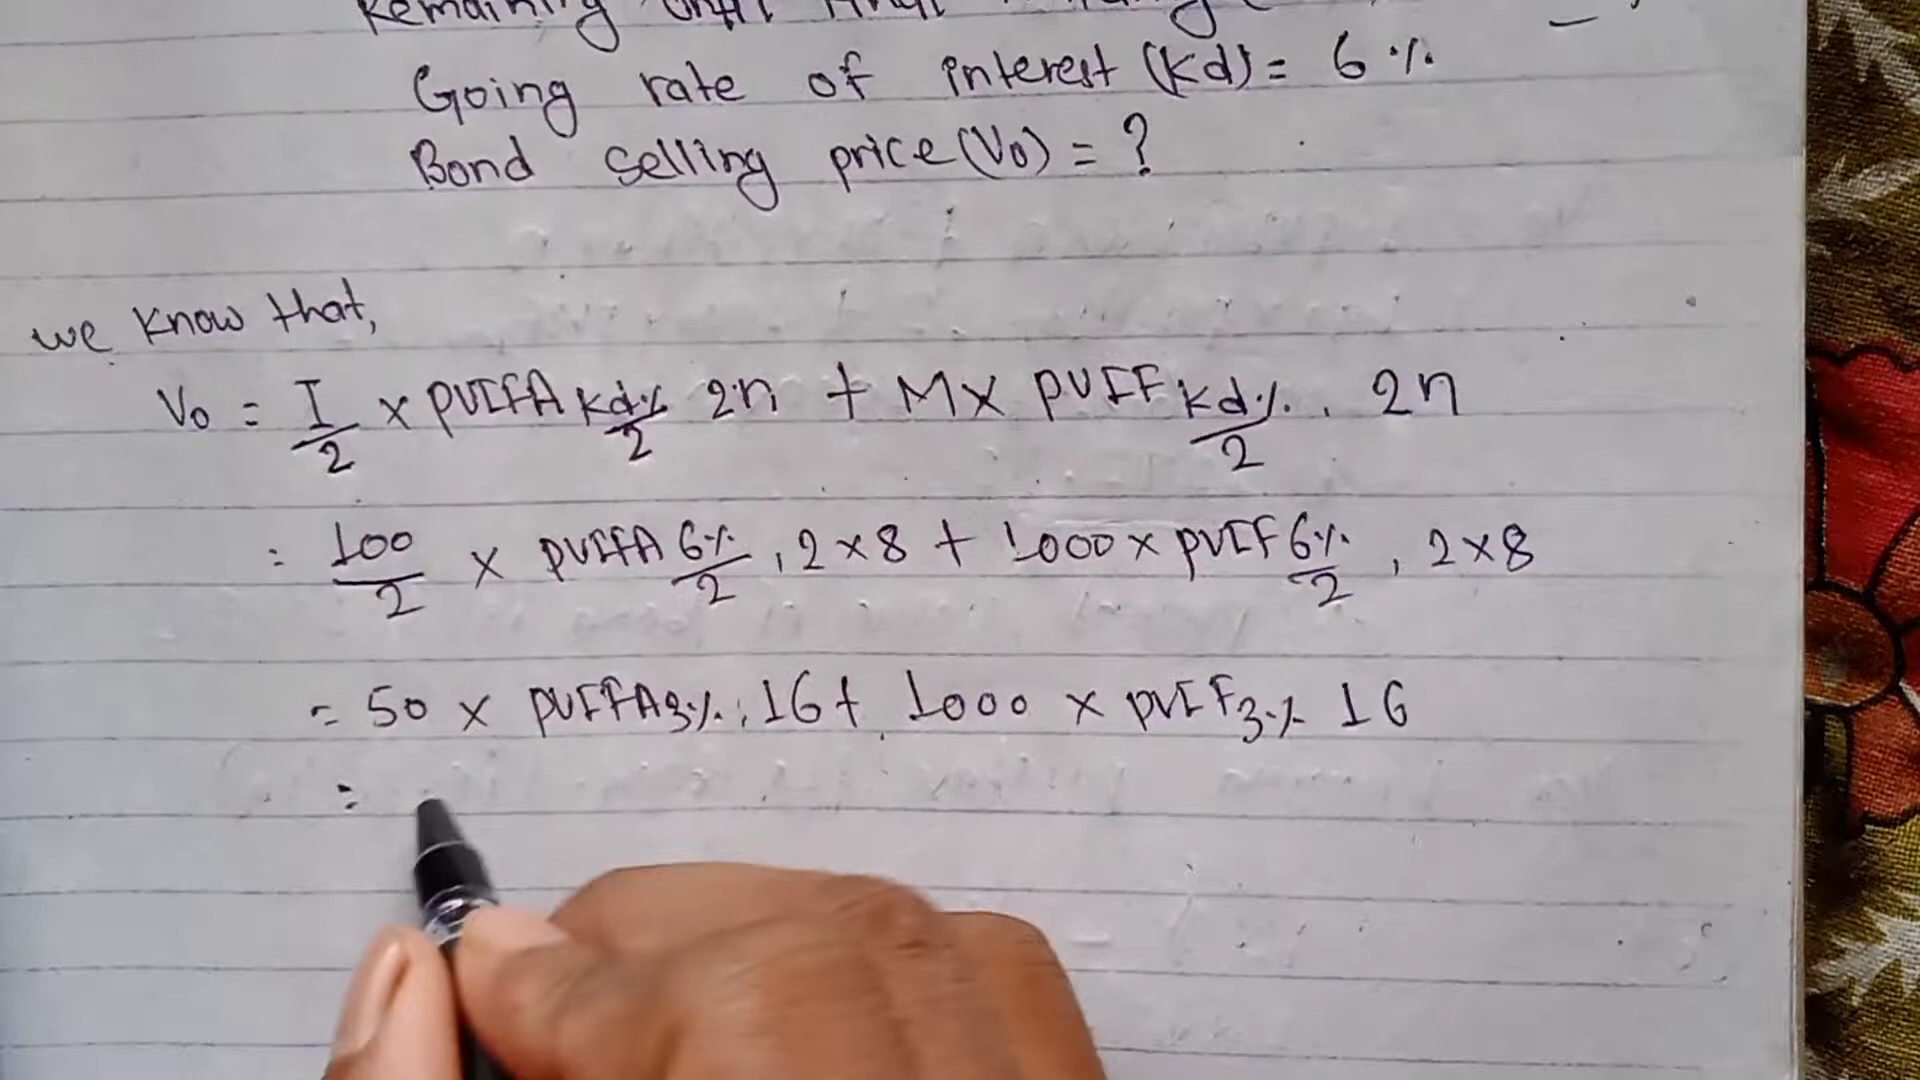 Remaining
Going rate of interest (Kd) = 6 %
Bond selling price (V₀) = ?
we know that,
V₀ = I/2 × PVIFA Kd%/2 2n + M× PVIF Kd%/2 , 2n
= 100/2 × PVIFA 6%/2 , 2×8 + 1000 × PVIF 6%/2 , 2×8
= 50 × PVIFA 3%, 16 + 1000 × PVIF 3% 16
=